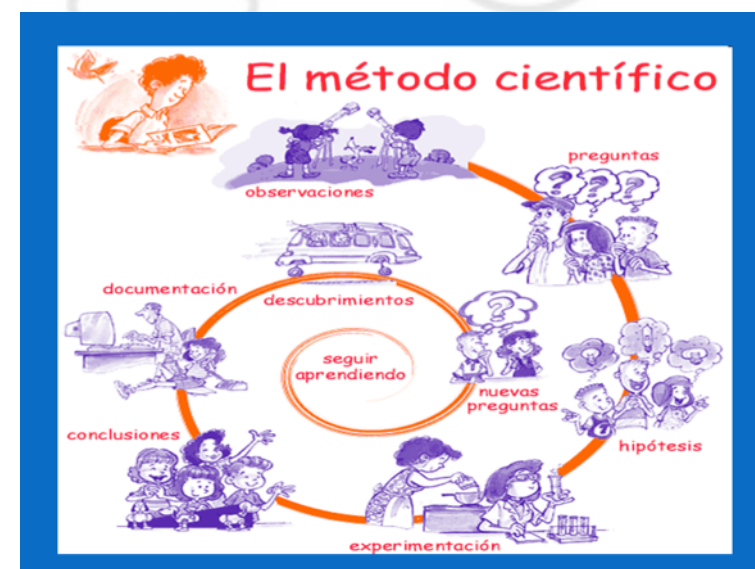 El método científico
observaciones
preguntas
hipótesis
experimentación
conclusiones
documentación
descubrimientos
nuevas
preguntas
seguir
aprendiendo